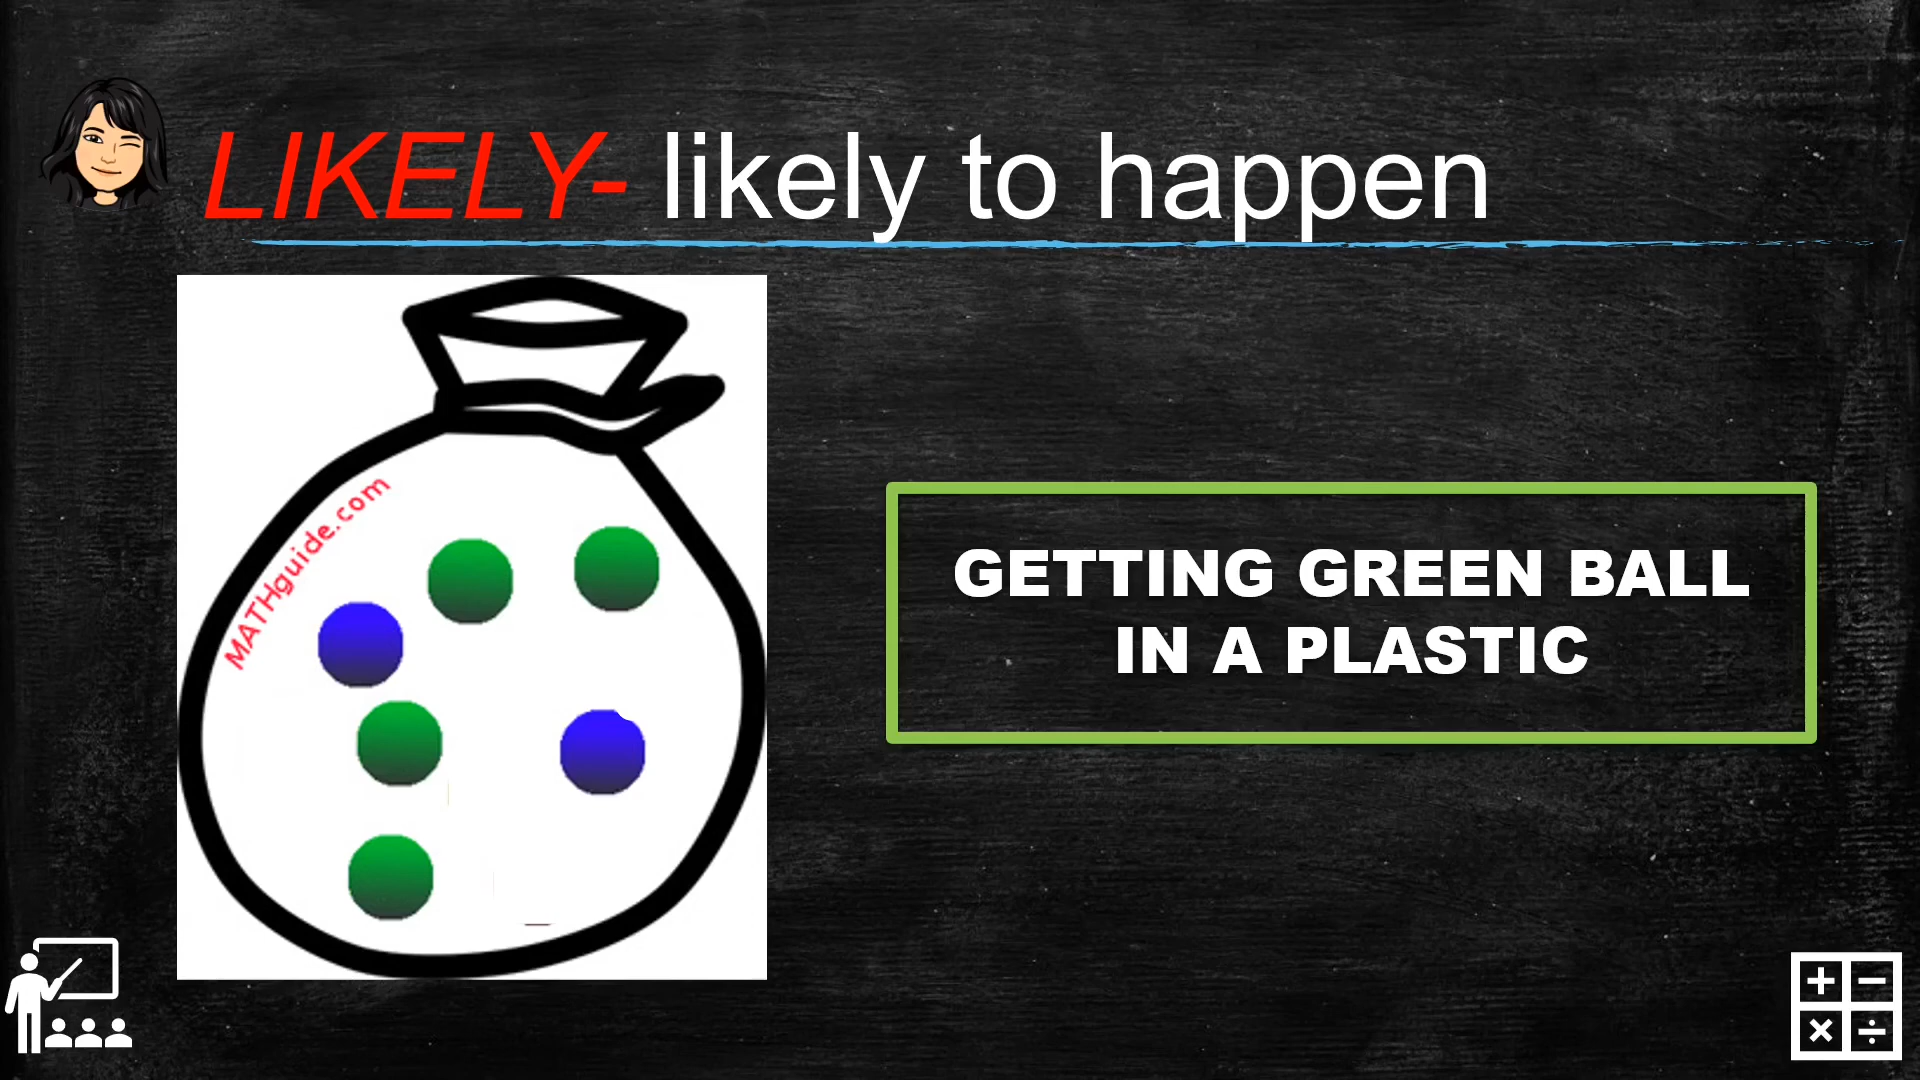 LIKELY- likely to happen
MATHguide.com
GETTING GREEN BALL
IN A PLASTIC